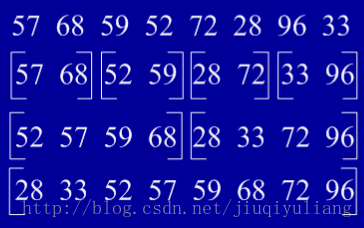 57 68 59 52 72 28 96 33
[57 68] [52 59] [28 72] [33 96]
[52 57 59 68] [28 33 72 96]
[28 33 52 57 59 68 72 96]
http://blog.csdn.net/jiuqiyuliang